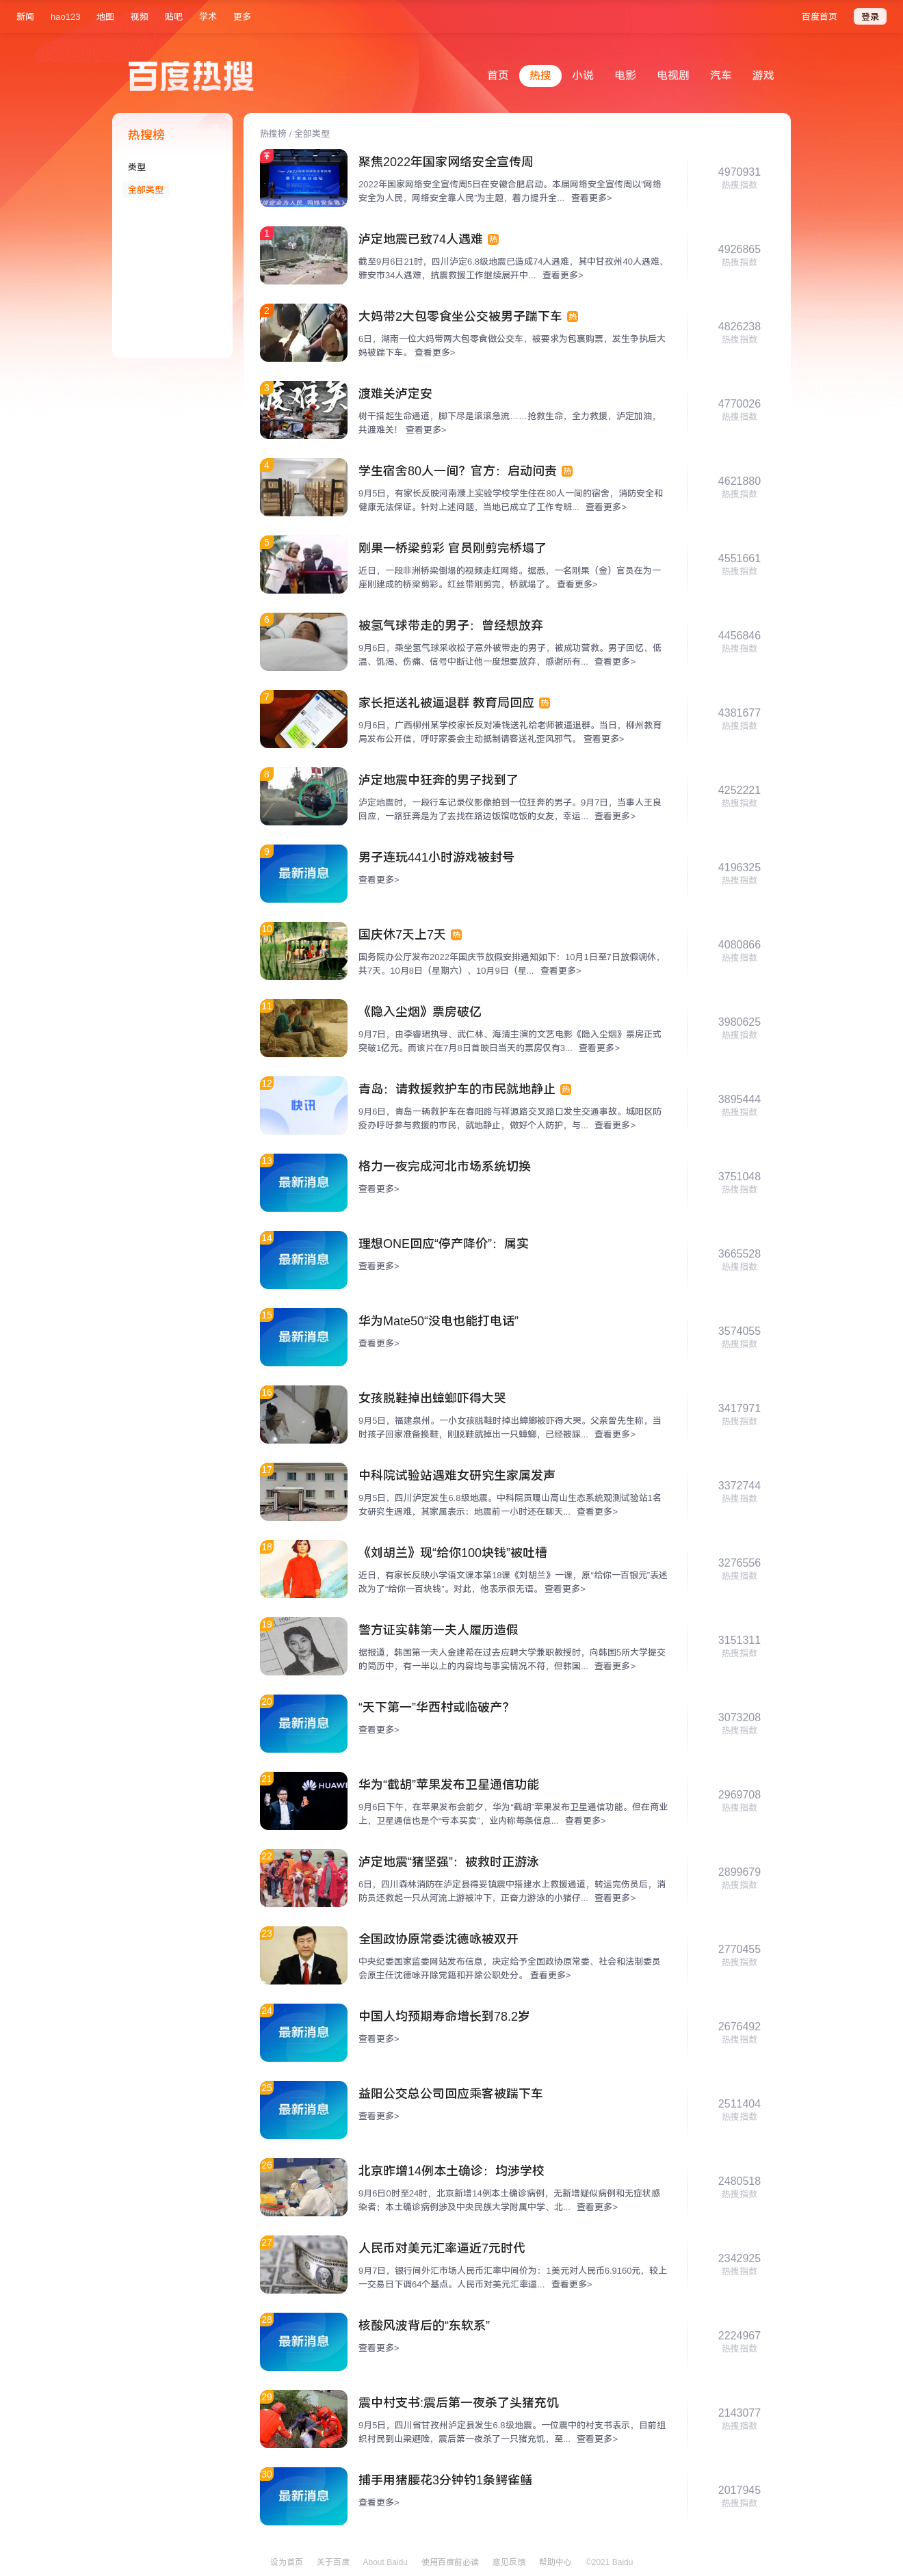 新闻 hao123 地图 视频 贴吧 学术 更多 百度首页 登录
百度热搜
首页 热搜 小说 电影 电视剧 汽车 游戏
热搜榜
类型
全部类型
热搜榜 / 全部类型
聚焦2022年国家网络安全宣传周
2022年国家网络安全宣传周5日在安徽合肥启动。本届网络安全宣传周以“网络
安全为人民，网络安全靠人民”为主题，着力提升全... 查看更多>
4970931
热搜指数
1
泸定地震已致74人遇难 热
截至9月6日21时，四川泸定6.8级地震已造成74人遇难，其中甘孜州40人遇难、
雅安市34人遇难，抗震救援工作继续展开中... 查看更多>
4926865
热搜指数
2
大妈带2大包零食坐公交被男子踹下车 热
6日，湖南一位大妈带两大包零食做公交车，被要求为包裹购票，发生争执后大
妈被踹下车。 查看更多>
4826238
热搜指数
3
渡难关泸定安
树干搭起生命通道，脚下尽是滚滚急流……抢救生命，全力救援，泸定加油，
共渡难关！ 查看更多>
4770026
热搜指数
4
学生宿舍80人一间？官方：启动问责 热
9月5日，有家长反映河南濮上实验学校学生住在80人一间的宿舍，消防安全和
健康无法保证。针对上述问题，当地已成立了工作专班... 查看更多>
4621880
热搜指数
5
刚果一桥梁剪彩 官员刚剪完桥塌了
近日，一段非洲桥梁倒塌的视频走红网络。据悉，一名刚果（金）官员在为一
座刚建成的桥梁剪彩。红丝带刚剪完，桥就塌了。 查看更多>
4551661
热搜指数
6
被氢气球带走的男子：曾经想放弃
9月6日，乘坐氢气球采收松子意外被带走的男子，被成功营救。男子回忆，低
温、饥渴、伤痛、信号中断让他一度想要放弃，感谢所有... 查看更多>
4456846
热搜指数
7
家长拒送礼被逼退群 教育局回应 热
9月6日，广西柳州某学校家长反对凑钱送礼给老师被逼退群。当日，柳州教育
局发布公开信，呼吁家委会主动抵制请客送礼歪风邪气。 查看更多>
4381677
热搜指数
8
泸定地震中狂奔的男子找到了
泸定地震时，一段行车记录仪影像拍到一位狂奔的男子。9月7日，当事人王良
回应，一路狂奔是为了去找在路边饭馆吃饭的女友，幸运... 查看更多>
4252221
热搜指数
9
最新消息
男子连玩441小时游戏被封号
查看更多>
4196325
热搜指数
10
国庆休7天上7天 热
国务院办公厅发布2022年国庆节放假安排通知如下：10月1日至7日放假调休，
共7天。10月8日（星期六）、10月9日（星... 查看更多>
4080866
热搜指数
11
《隐入尘烟》票房破亿
9月7日，由李睿珺执导、武仁林、海清主演的文艺电影《隐入尘烟》票房正式
突破1亿元。而该片在7月8日首映日当天的票房仅有3... 查看更多>
3980625
热搜指数
12
快讯
青岛：请救援救护车的市民就地静止 热
9月6日，青岛一辆救护车在春阳路与祥源路交叉路口发生交通事故。城阳区防
疫办呼吁参与救援的市民，就地静止，做好个人防护，与... 查看更多>
3895444
热搜指数
13
最新消息
格力一夜完成河北市场系统切换
查看更多>
3751048
热搜指数
14
最新消息
理想ONE回应“停产降价”：属实
查看更多>
3665528
热搜指数
15
最新消息
华为Mate50“没电也能打电话”
查看更多>
3574055
热搜指数
16
女孩脱鞋掉出蟑螂吓得大哭
9月5日，福建泉州。一小女孩脱鞋时掉出蟑螂被吓得大哭。父亲曾先生称，当
时孩子回家准备换鞋，刚脱鞋就掉出一只蟑螂，已经被踩... 查看更多>
3417971
热搜指数
17
中科院试验站遇难女研究生家属发声
9月5日，四川泸定发生6.8级地震。中科院贡嘎山高山生态系统观测试验站1名
女研究生遇难，其家属表示：地震前一小时还在聊天... 查看更多>
3372744
热搜指数
18
《刘胡兰》现“给你100块钱”被吐槽
近日，有家长反映小学语文课本第18课《刘胡兰》一课，原“给你一百银元”表述
改为了“给你一百块钱”。对此，他表示很无语。 查看更多>
3276556
热搜指数
19
警方证实韩第一夫人履历造假
据报道，韩国第一夫人金建希在过去应聘大学兼职教授时，向韩国5所大学提交
的简历中，有一半以上的内容均与事实情况不符，但韩国... 查看更多>
3151311
热搜指数
20
最新消息
“天下第一”华西村或临破产？
查看更多>
3073208
热搜指数
21
HUAWEI
华为“截胡”苹果发布卫星通信功能
9月6日下午，在苹果发布会前夕，华为“截胡”苹果发布卫星通信功能。但在商业
上，卫星通信也是个“亏本买卖”，业内称每条信息... 查看更多>
2969708
热搜指数
22
泸定地震“猪坚强”：被救时正游泳
6日，四川森林消防在泸定县得妥镇震中搭建水上救援通道，转运完伤员后，消
防员还救起一只从河流上游被冲下，正奋力游泳的小猪仔... 查看更多>
2899679
热搜指数
23
全国政协原常委沈德咏被双开
中央纪委国家监委网站发布信息，决定给予全国政协原常委、社会和法制委员
会原主任沈德咏开除党籍和开除公职处分。 查看更多>
2770455
热搜指数
24
最新消息
中国人均预期寿命增长到78.2岁
查看更多>
2676492
热搜指数
25
最新消息
益阳公交总公司回应乘客被踹下车
查看更多>
2511404
热搜指数
26
北京昨增14例本土确诊：均涉学校
9月6日0时至24时，北京新增14例本土确诊病例，无新增疑似病例和无症状感
染者；本土确诊病例涉及中央民族大学附属中学、北... 查看更多>
2480518
热搜指数
27
人民币对美元汇率逼近7元时代
9月7日，银行间外汇市场人民币汇率中间价为：1美元对人民币6.9160元，较上
一交易日下调64个基点。人民币对美元汇率逼... 查看更多>
2342925
热搜指数
28
最新消息
核酸风波背后的“东软系”
查看更多>
2224967
热搜指数
29
震中村支书:震后第一夜杀了头猪充饥
9月5日，四川省甘孜州泸定县发生6.8级地震。一位震中的村支书表示，目前组
织村民到山梁避险，震后第一夜杀了一只猪充饥，至... 查看更多>
2143077
热搜指数
30
最新消息
捕手用猪腰花3分钟钓1条鳄雀鳝
查看更多>
2017945
热搜指数
设为首页 关于百度 About Baidu 使用百度前必读 意见反馈 帮助中心 ©2021 Baidu